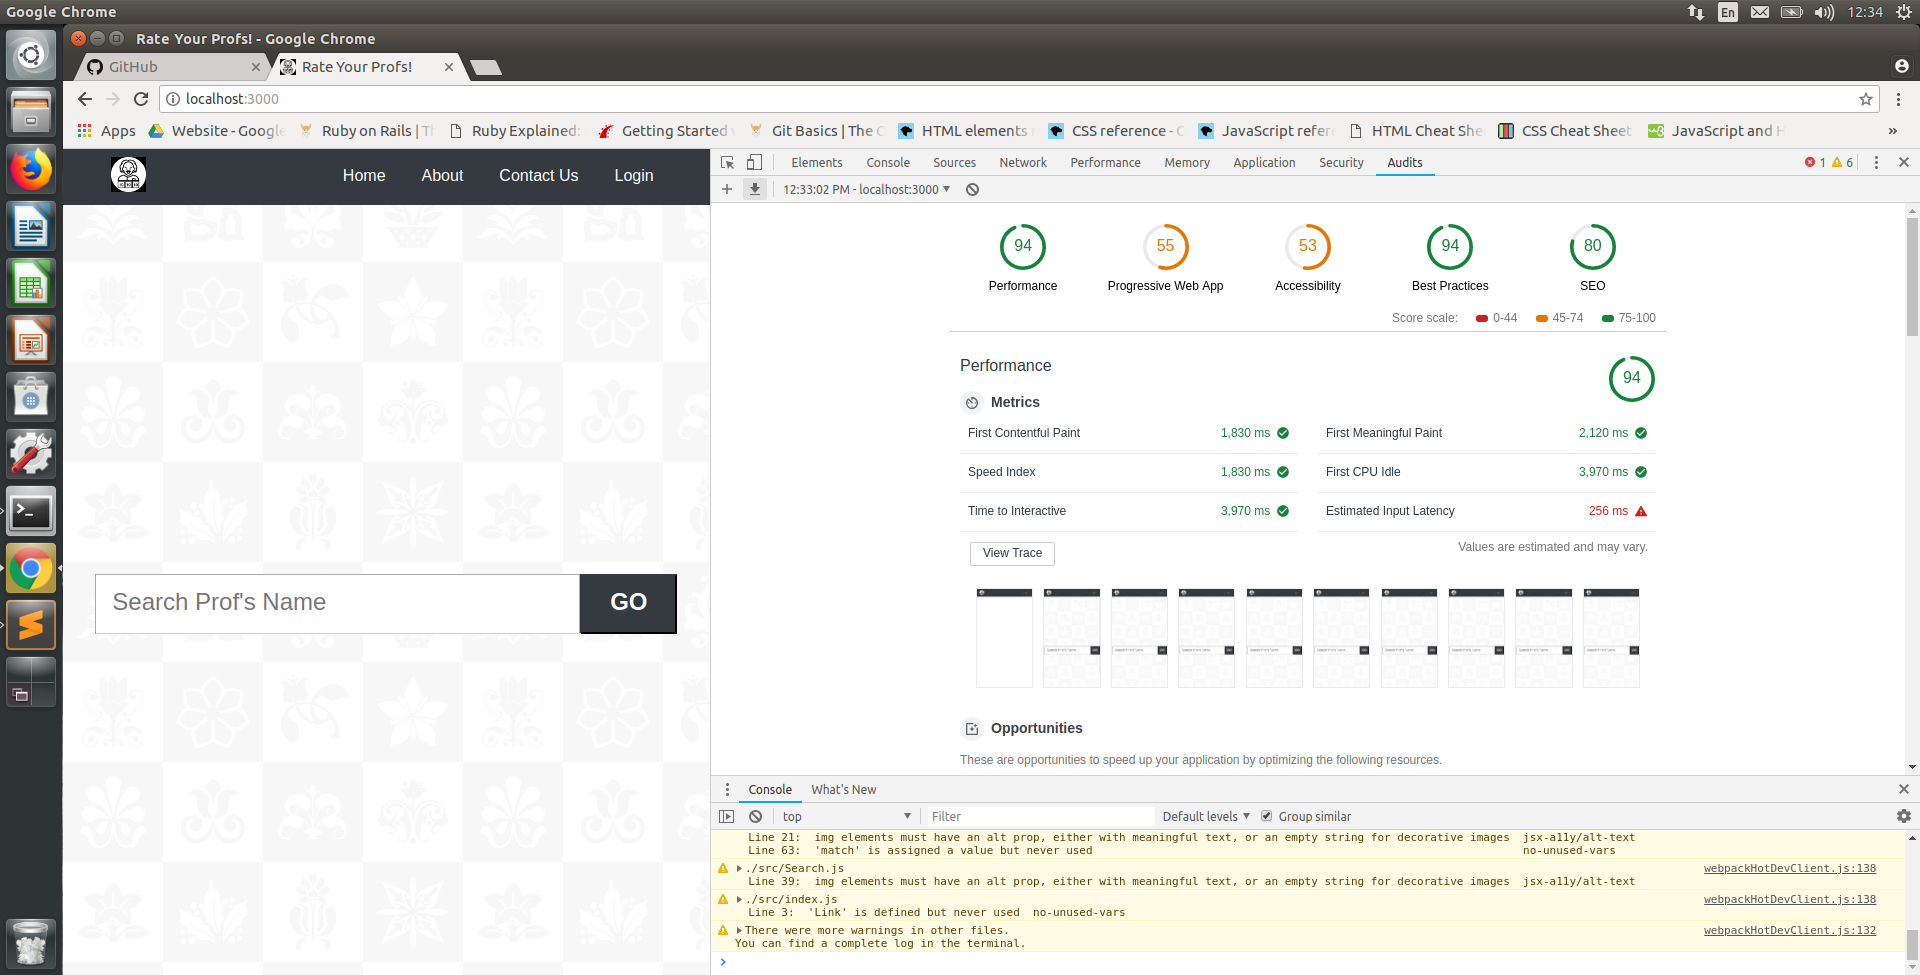 Google Chrome
En
12:34
Rate Your Profs! - Google Chrome
GitHub
Rate Your Profs!
localhost:3000
Apps
Website - Google
Ruby on Rails | T
Ruby Explained:
Getting Started
Git Basics | The C
HTML elements
CSS reference - C
JavaScript refer
HTML Cheat She
CSS Cheat Sheet
JavaScript and H
»
Home
About
Contact Us
Login
Search Prof's Name
GO
Elements
Console
Sources
Network
Performance
Memory
Application
Security
Audits
1
6
12:33:02 PM - localhost:3000
94
55
53
94
80
Performance
Progressive Web App
Accessibility
Best Practices
SEO
Score scale:
0-44
45-74
75-100
Performance
94
Metrics
First Contentful Paint
1,830 ms
First Meaningful Paint
2,120 ms
Speed Index
1,830 ms
First CPU Idle
3,970 ms
Time to Interactive
3,970 ms
Estimated Input Latency
256 ms
View Trace
Values are estimated and may vary.
Opportunities
These are opportunities to speed up your application by optimizing the following resources.
Console
What's New
top
Filter
Default levels
Group similar
Line 21:  img elements must have an alt prop, either with meaningful text, or an empty string for decorative images  jsx-a11y/alt-text
Line 63:  'match' is assigned a value but never used  no-unused-vars
./src/Search.js
webpackHotDevClient.js:138
Line 39:  img elements must have an alt prop, either with meaningful text, or an empty string for decorative images  jsx-a11y/alt-text
./src/index.js
webpackHotDevClient.js:138
Line 3:  'Link' is defined but never used  no-unused-vars
There were more warnings in other files.
webpackHotDevClient.js:132
You can find a complete log in the terminal.